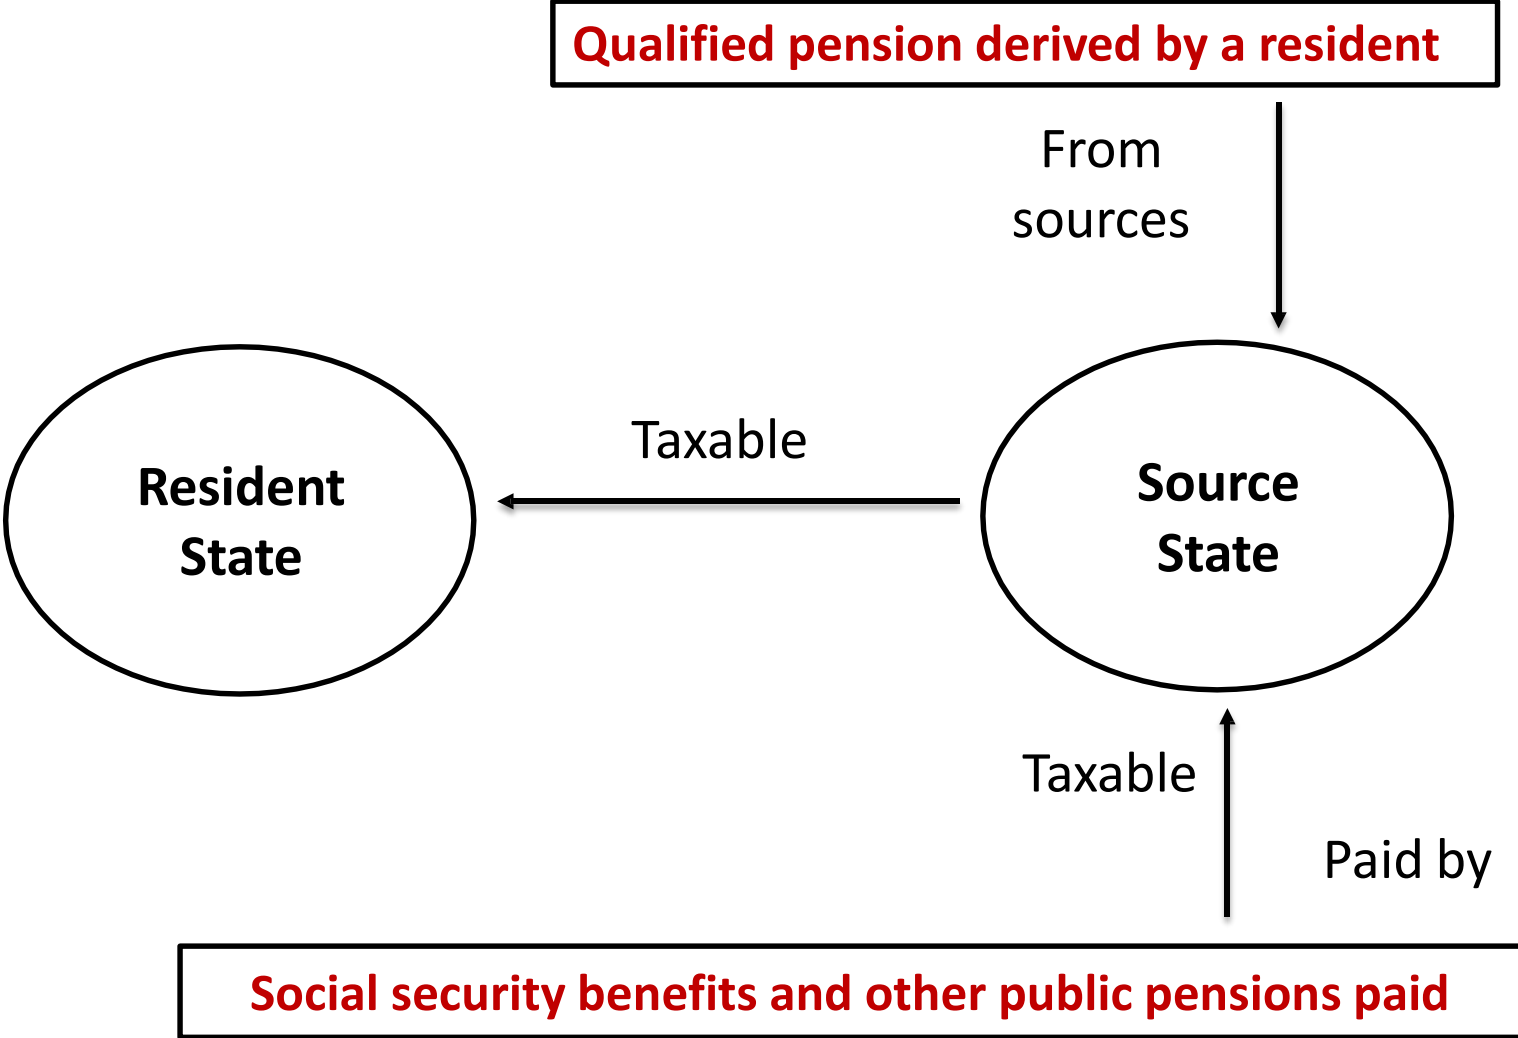 Qualified pension derived by a resident
From
sources
Taxable
Resident
State
Source
State
Taxable
Paid by
Social security benefits and other public pensions paid